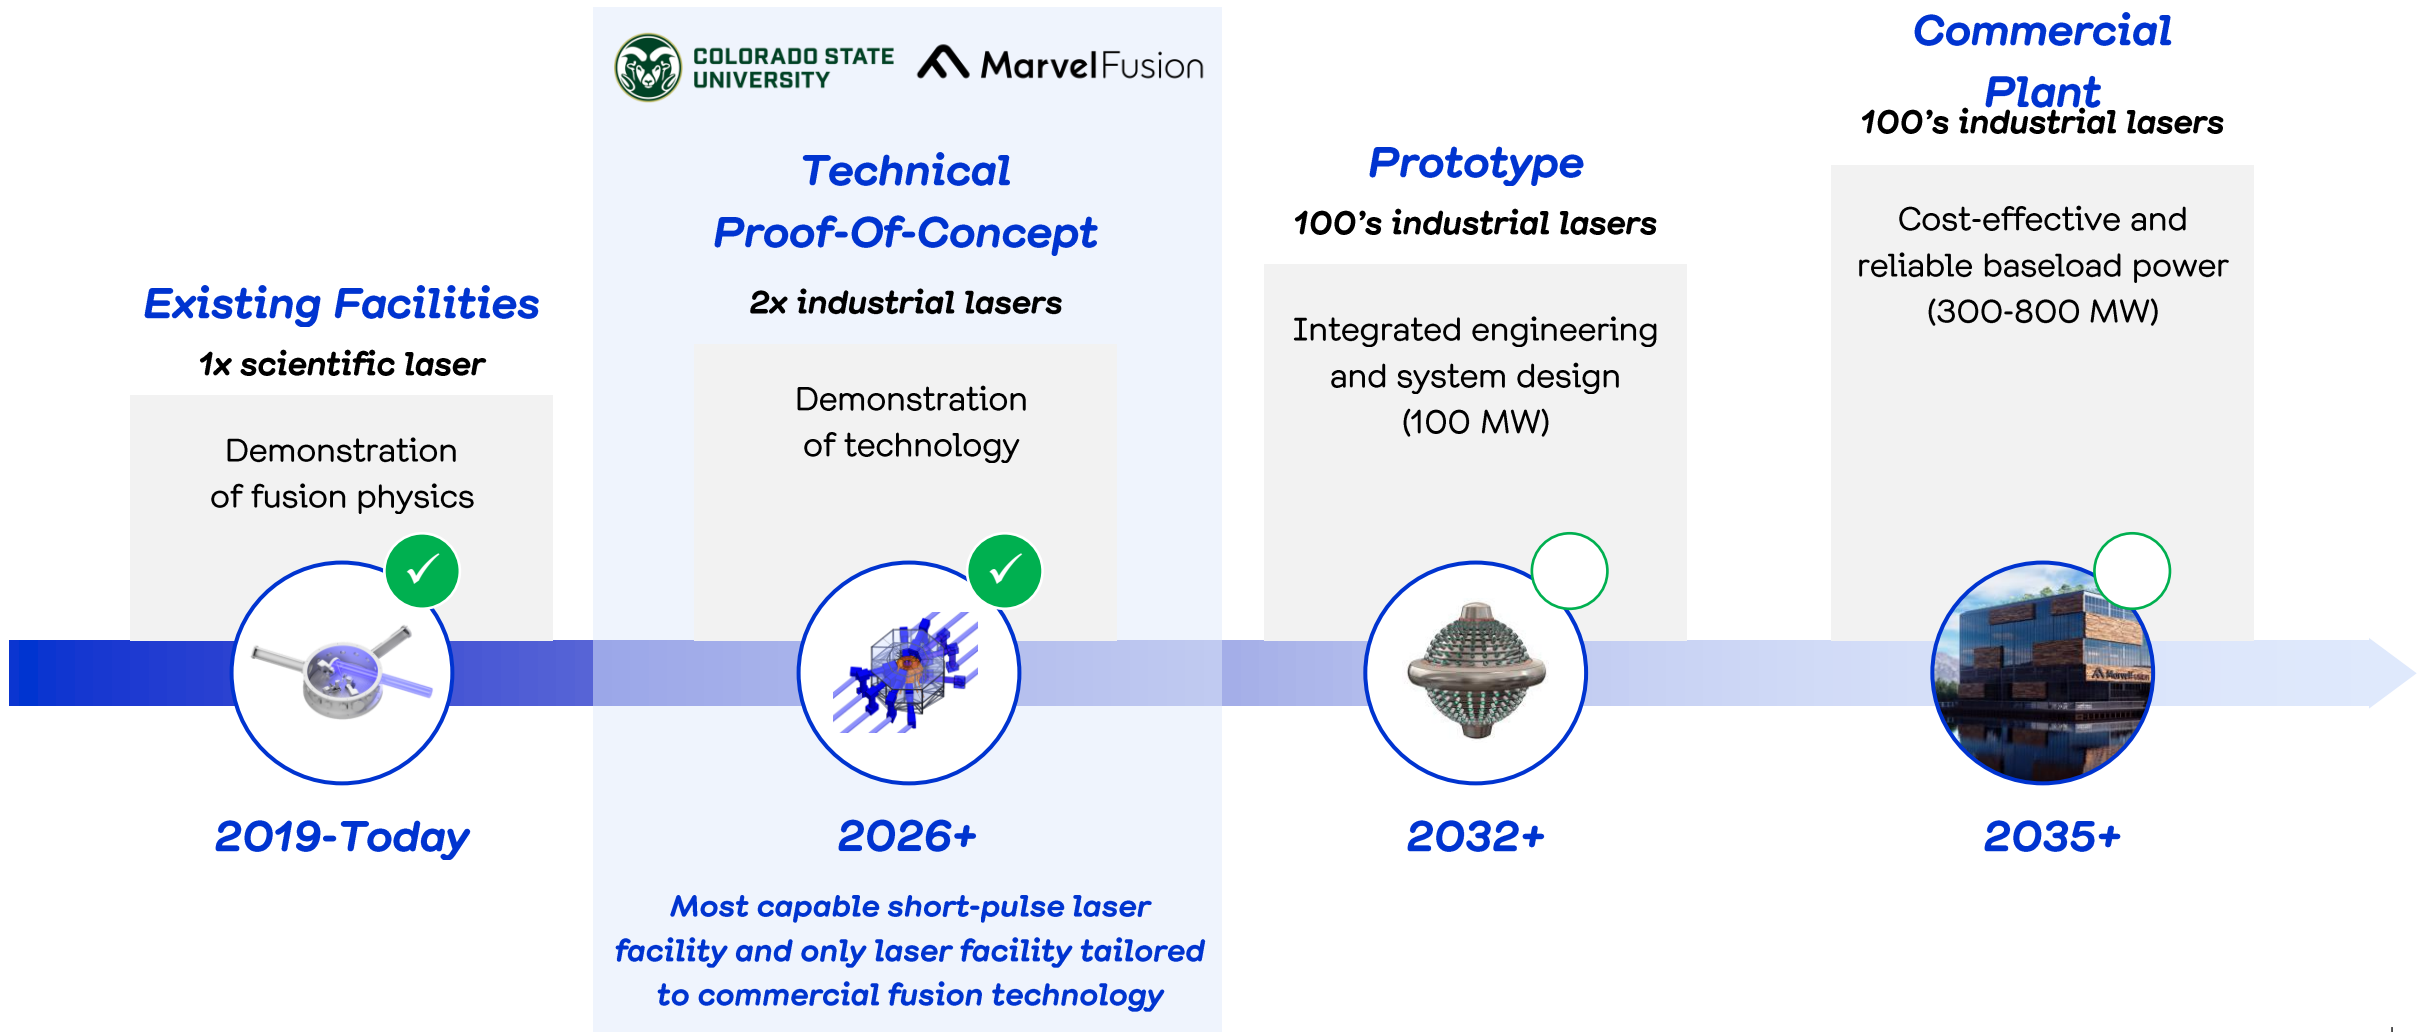 COLORADO STATE
UNIVERSITY
MarvelFusion
Existing Facilities
1x scientific laser
Demonstration
of fusion physics
2019-Today
Technical
Proof-Of-Concept
2x industrial lasers
Demonstration
of technology
2026+
Most capable short-pulse laser
facility and only laser facility tailored
to commercial fusion technology
Prototype
100's industrial lasers
Integrated engineering
and system design
(100 MW)
2032+
Commercial
Plant
100's industrial lasers
Cost-effective and
reliable baseload power
(300-800 MW)
MarvelFusion
2035+